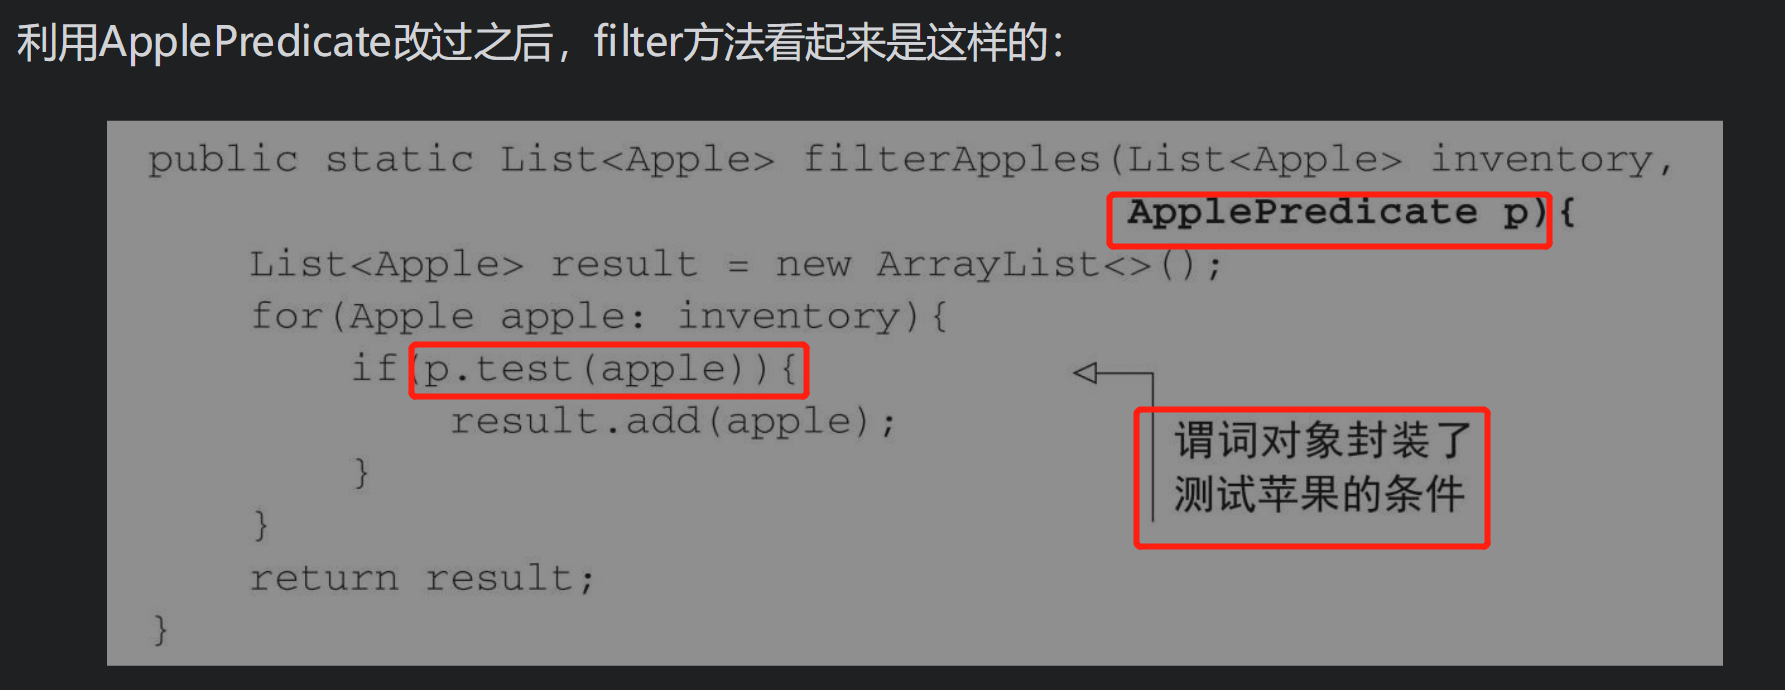 利用ApplePredicate改过之后，filter方法看起来是这样的：
public static List<Apple> filterApples(List<Apple> inventory,
ApplePredicate p){
List<Apple> result = new ArrayList<>();
for(Apple apple: inventory){
if(p.test(apple)){
result.add(apple);
谓词对象封装了
测试苹果的条件
}
}
return result;
}